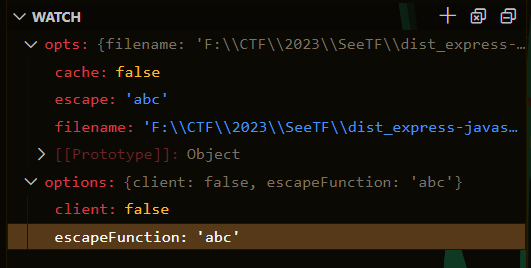 WATCH
opts: {filename: 'F:\\CTF\\2023\\SeeTF\\dist_express-…
cache: false
escape: 'abc'
filename: 'F:\\CTF\\2023\\SeeTF\\dist_express-javas…
[[Prototype]]: Object
options: {client: false, escapeFunction: 'abc'}
client: false
escapeFunction: 'abc'